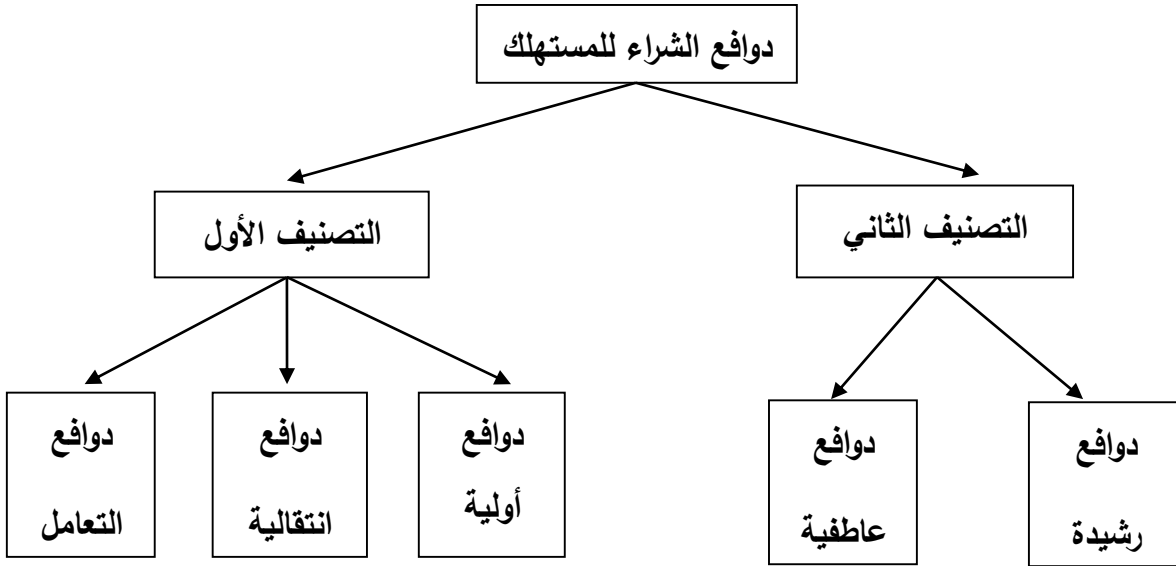 دوافع الشراء للمستهلك
التصنيف الثاني
التصنيف الأول
دوافع
رشيدة
دوافع
عاطفية
دوافع
أولية
دوافع
انتقالية
دوافع
التعامل